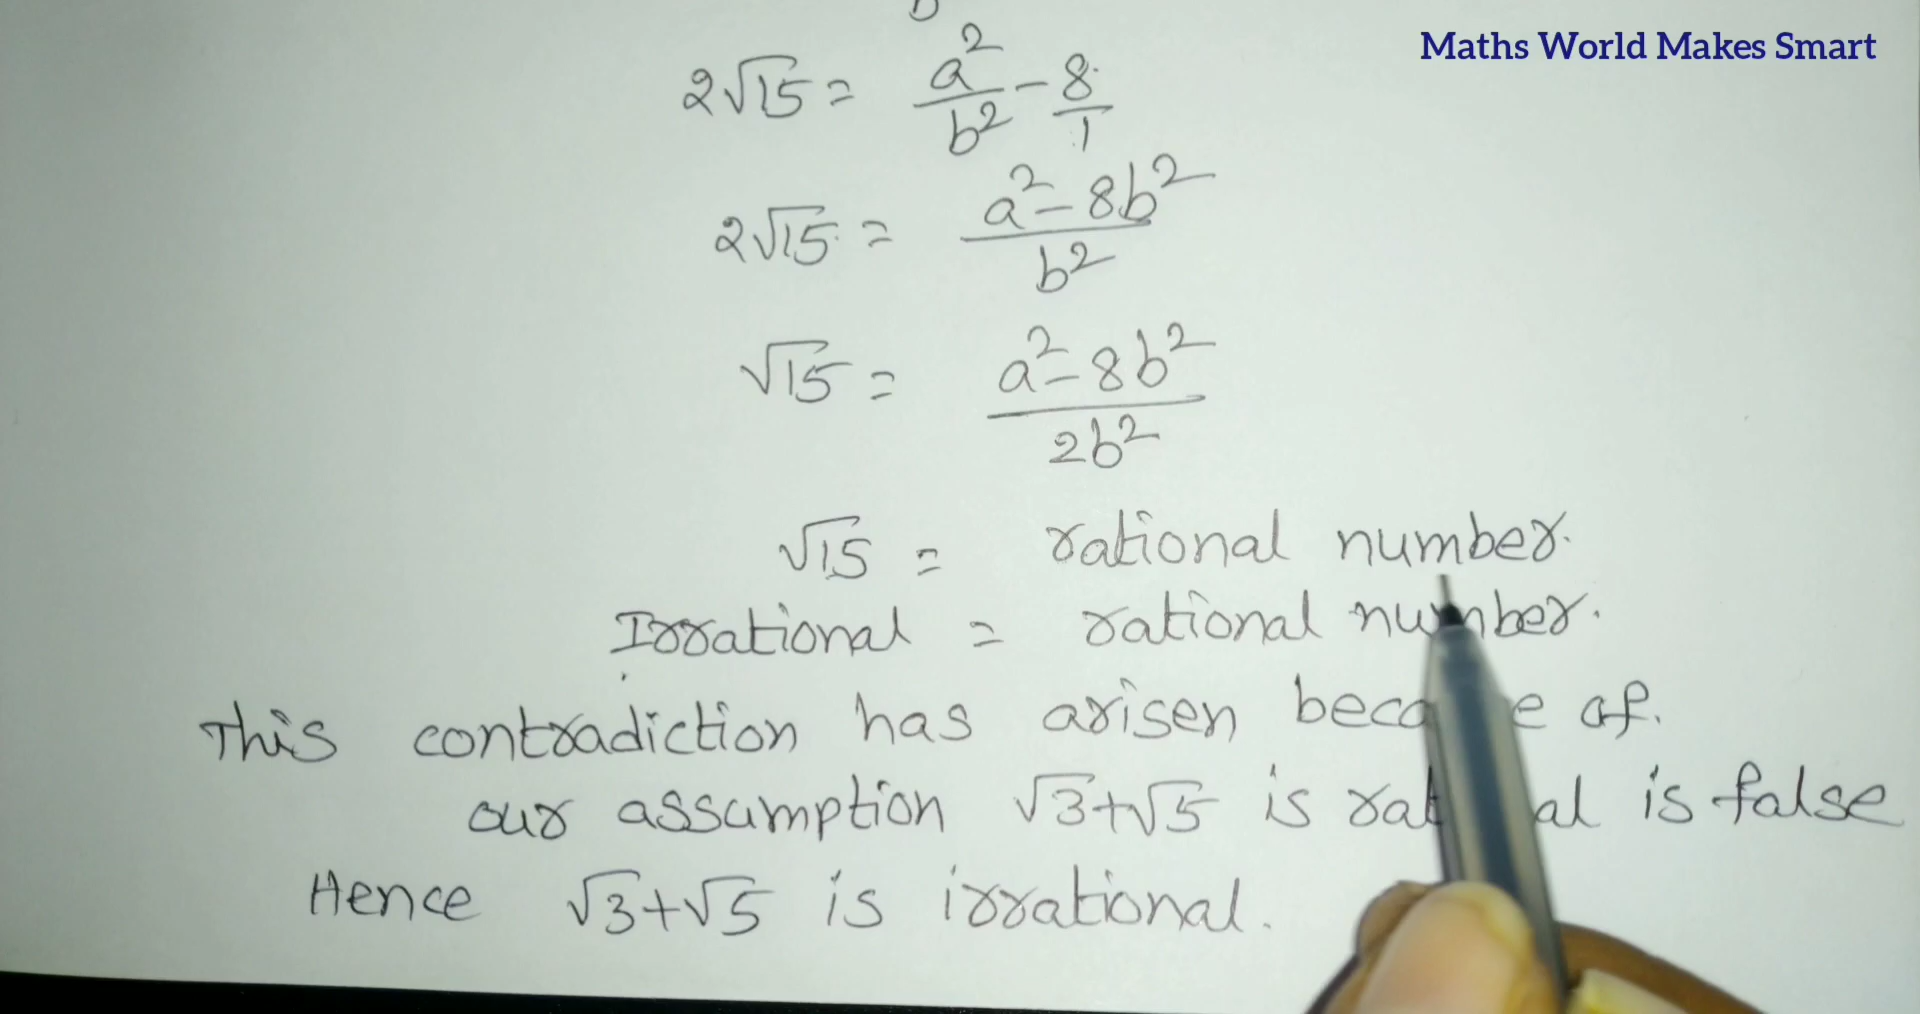 Maths World Makes Smart
2√15 = a²/b² - 8/1
2√15 = a² - 8b² / b²
√15 = a² - 8b² / 2b²
√15 = rational number.
Irrational = rational number.
This contradiction has arisen of.
our assumption √3+√5 is is false
Hence √3+√5 is irrational.